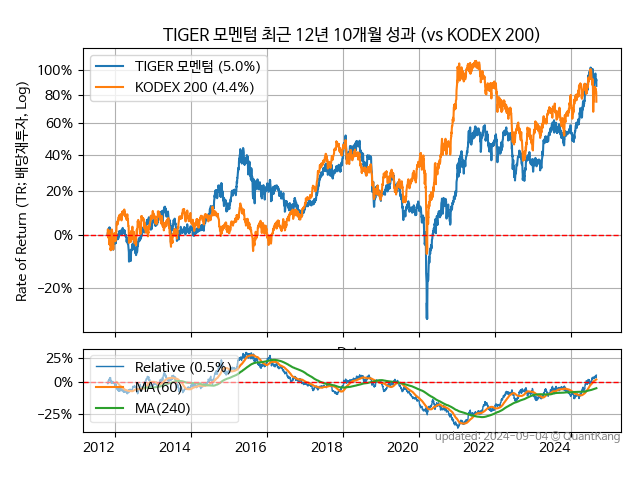 TIGER 모멘텀 최근 12년 10개월 성과 (vs KODEX 200)
Rate of Return (TR: 배당재투자, Log)
100%
80%
60%
40%
20%
0%
−20%
TIGER 모멘텀 (5.0%)
KODEX 200 (4.4%)
25%
0%
−25%
Relative (0.5%)
MA(60)
MA(240)
2012
2014
2016
2018
2020
2022
2024
updated: 2024-09-04 © QuantKang